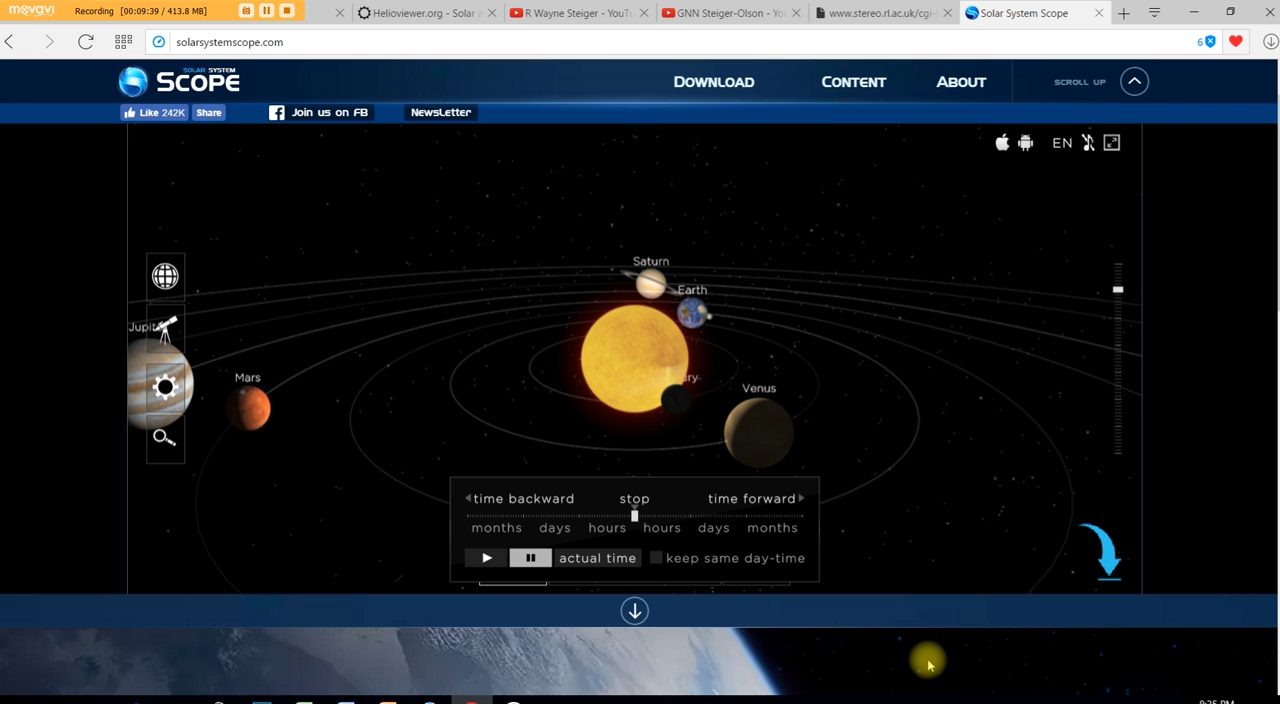 movavi Recording [00:09:39 / 413.8 MB]
Helioviewer.org - Solar a
R Wayne Steiger - YouTu
GNN Steiger-Olson - You
www.stereo.rl.ac.uk/cgi-
Solar System Scope
solarsystemscope.com
6
SOLAR SYSTEM
SCOPE
DOWNLOAD
CONTENT
ABOUT
SCROLL UP
Like 242K
Share
Join us on FB
NewsLetter
EN
Saturn
Earth
Jupit
Mars
ury
Venus
time backward stop time forward
months days hours hours days months
actual time keep same day-time